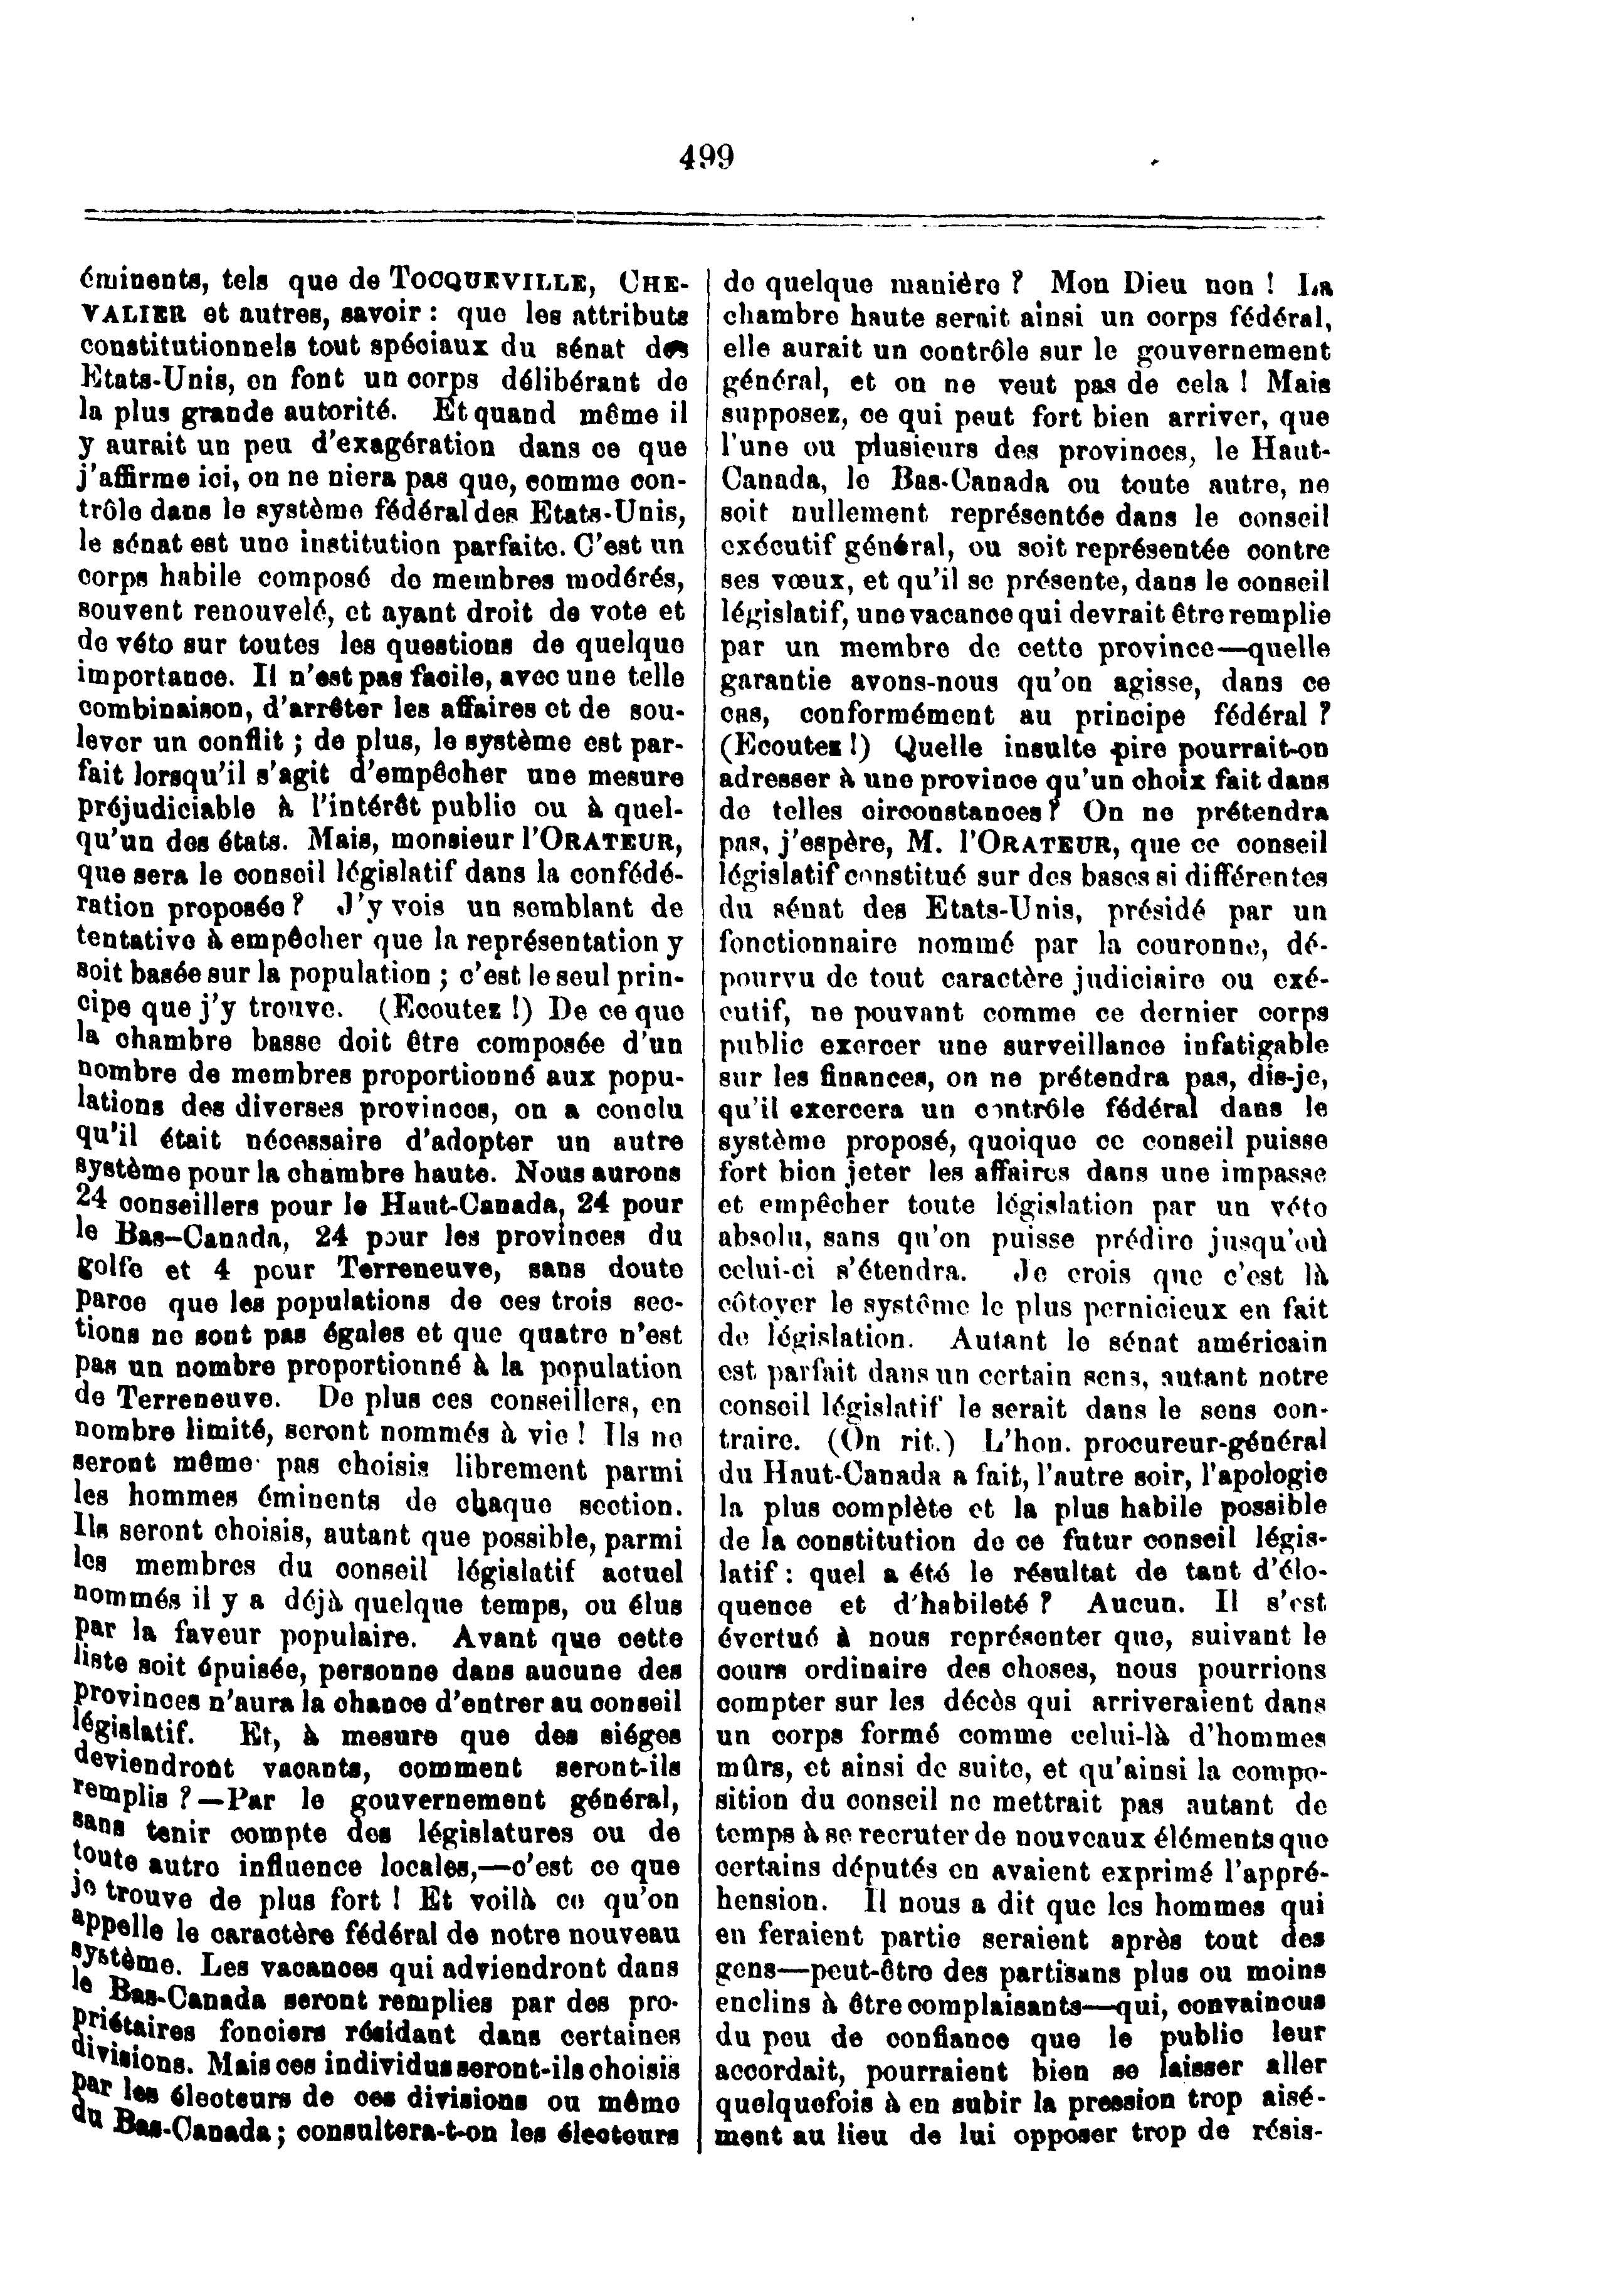 499
éminents, tels que de TOCQUEVILLE, CHE-
VALIER et autres, savoir : que les attributs
constitutionnels tout spéciaux du sénat des
Etats-Unis, en font un corps délibérant de
la plus grande autorité. Et quand même il
y aurait un peu d'exagération dans ce que
j'affirme ici, on ne niera pas que, comme con-
trôle dans le système fédéral des Etats-Unis,
le sénat est une institution parfaite. C'est un
corps habile composé de membres modérés,
souvent renouvelé, et ayant droit de vote et
de véto sur toutes les questions de quelque
importance. Il n'est pas facile, avec une telle
combinaison, d'arrêter les affaires et de sou-
lever un conflit ; de plus, le système est par-
fait lorsqu'il s'agit d'empêcher une mesure
préjudiciable à l'intérêt public ou à quel-
qu'un des états. Mais, monsieur l'ORATEUR,
que sera le conseil législatif dans la confédé-
ration proposée ? J'y vois un semblant de
tentative à empêcher que la représentation y
soit basée sur la population ; c'est le seul prin-
cipe que j'y trouve. (Ecoutez !) De ce que
la chambre basse doit être composée d'un
nombre de membres proportionné aux popu-
lations des diverses provinces, on a conclu
qu'il était nécessaire d'adopter un autre
système pour la chambre haute. Nous aurons
24 conseillers pour le Haut-Canada, 24 pour
le Bas-Canada, 24 pour les provinces du
golfe et 4 pour Terreneuve, sans doute
parce que les populations de ces trois sec-
tions ne sont pas égales et que quatre n'est
pas un nombre proportionné à la population
de Terreneuve. De plus ces conseillers, en
nombre limité, seront nommés à vie ! Ils ne
seront même pas choisis librement parmi
les hommes éminents de chaque section.
Ils seront choisis, autant que possible, parmi
les membres du conseil législatif actuel
nommés il y a déjà quelque temps, ou élus
par la faveur populaire. Avant que cette
liste soit épuisée, personne dans aucune des
provinces n'aura la chance d'entrer au conseil
législatif. Et, à mesure que des siéges
deviendront vacants, comment seront-ils
remplis ?—Par le gouvernement général,
sans tenir compte des législatures ou de
toute autre influence locales,—c'est ce que
je trouve de plus fort ! Et voilà ce qu'on
appelle le caractère fédéral de notre nouveau
système. Les vacances qui adviendront dans
le Bas-Canada seront remplies par des pro-
priétaires fonciers résidant dans certaines
divisions. Mais ces individus seront-ils choisis
par les électeurs de ces divisions ou même
du Bas-Canada ; consultera-t-on les électeurs
de quelque manière ? Mon Dieu non ! La
chambre haute serait ainsi un corps fédéral,
elle aurait un contrôle sur le gouvernement
général, et on ne veut pas de cela ! Mais
supposez, ce qui peut fort bien arriver, que
l'une ou plusieurs des provinces, le Haut-
Canada, le Bas-Canada ou toute autre, ne
soit nullement représentée dans le conseil
exécutif général, ou soit représentée contre
ses vœux, et qu'il se présente, dans le conseil
législatif, une vacance qui devrait être remplie
par un membre de cette province—quelle
garantie avons-nous qu'on agisse, dans ce
cas, conformément au principe fédéral ?
(Ecoutez !) Quelle insulte pire pourrait-on
adresser à une province qu'un choix fait dans
de telles circonstances ? On ne prétendra
pas, j'espère, M. l'ORATEUR, que ce conseil
législatif constitué sur des bases si différentes
du sénat des Etats-Unis, présidé par un
fonctionnaire nommé par la couronne, dé-
pourvu de tout caractère judiciaire ou exé-
cutif, ne pouvant comme ce dernier corps
public exercer une surveillance infatigable
sur les finances, on ne prétendra pas, dis-je,
qu'il exercera un contrôle fédéral dans le
système proposé, quoique ce conseil puisse
fort bien jeter les affaires dans une impasse
et empêcher toute législation par un véto
absolu, sans qu'on puisse prédire jusqu'où
celui-ci s'étendra. Je crois que c'est là
côtoyer le système le plus pernicieux en fait
de législation. Autant le sénat américain
est parfait dans un certain sens, autant notre
conseil législatif le serait dans le sens con-
traire. (On rit.) L'hon. procureur-général
du Haut-Canada a fait, l'autre soir, l'apologie
la plus complète et la plus habile possible
de la constitution de ce futur conseil légis-
latif : quel a été le résultat de tant d'élo-
quence et d'habileté ? Aucun. Il s'est
évertué à nous représenter que, suivant le
cours ordinaire des choses, nous pourrions
compter sur les décès qui arriveraient dans
un corps formé comme celui-là d'hommes
mûrs, et ainsi de suite, et qu'ainsi la compo-
sition du conseil ne mettrait pas autant de
temps à se recruter de nouveaux éléments que
certains députés en avaient exprimé l'appré-
hension. Il nous a dit que les hommes qui
en feraient partie seraient après tout des
gens—peut-être des partisans plus ou moins
enclins à être complaisants—qui, convaincus
du peu de confiance que le public leur
accordait, pourraient bien se laisser aller
quelquefois à en subir la pression trop aisé-
ment au lieu de lui opposer trop de résis-